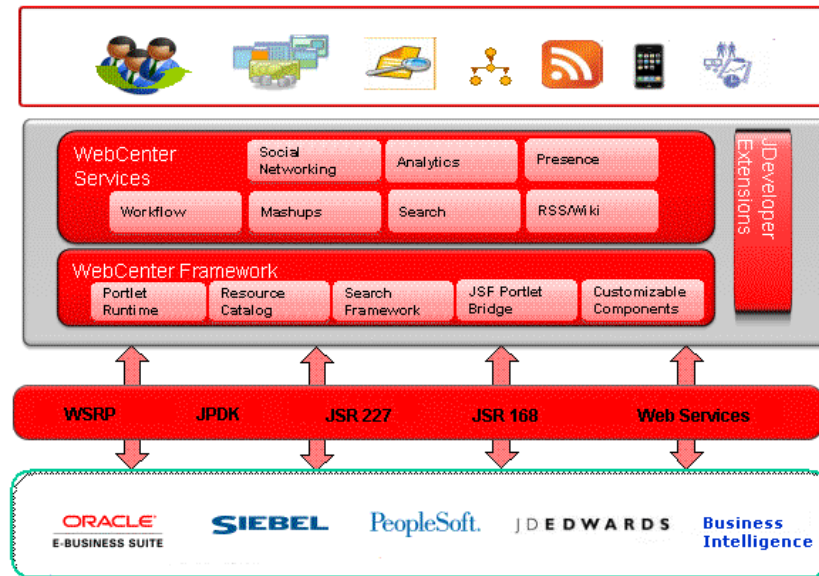 WebCenter
Services
Social
Networking
Analytics
Presence
Workflow
Mashups
Search
RSS/Wiki
JDeveloper
Extensions
WebCenter Framework
Portlet
Runtime
Resource
Catalog
Search
Framework
JSF Portlet
Bridge
Customizable
Components
WSRP
JPDK
JSR 227
JSR 168
Web Services
ORACLE
E-BUSINESS SUITE
SIEBEL
PeopleSoft.
JDEDWARDS
Business
Intelligence